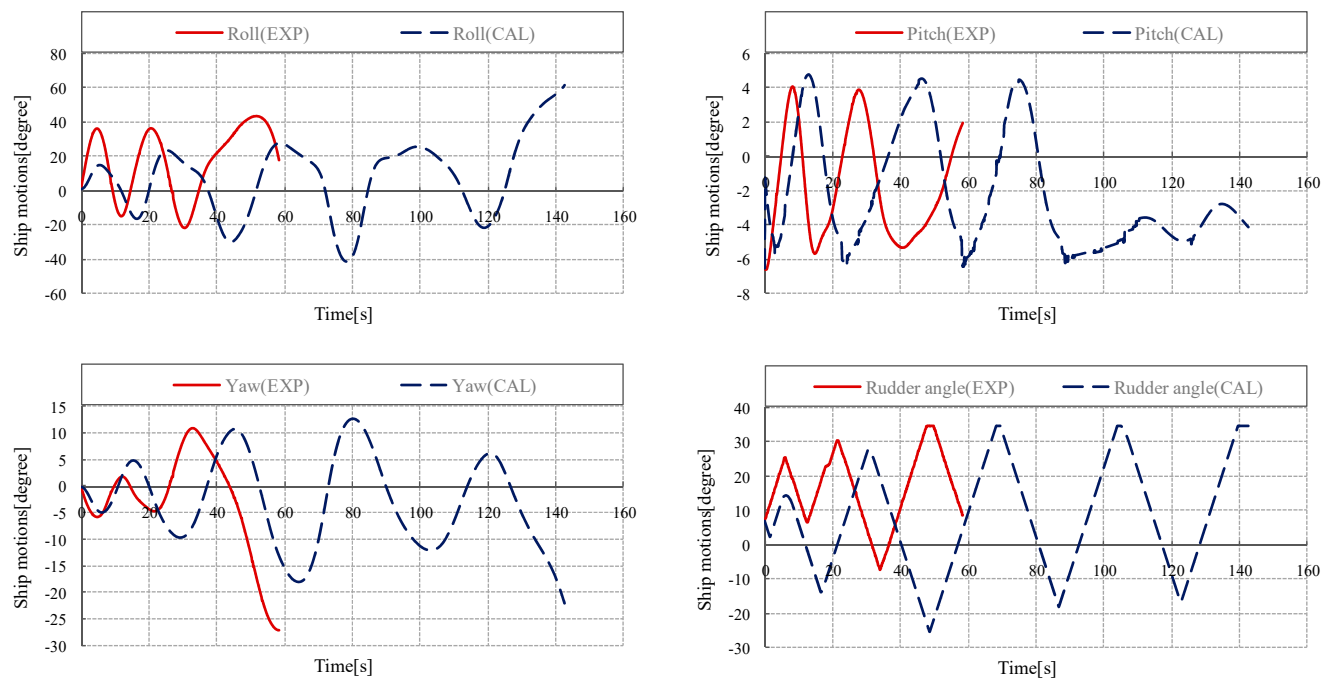 Roll(EXP) Roll(CAL)
80
60
40
20
0
-20
-40
-60
0 20 40 60 80 100 120 140 160
Ship motions[degree]
Time[s]
Pitch(EXP) Pitch(CAL)
6
4
2
0
-2
-4
-6
-8
0 20 40 60 80 100 120 140 160
Ship motions[degree]
Time[s]
Yaw(EXP) Yaw(CAL)
15
10
5
0
-5
-10
-15
-20
-25
-30
0 20 40 60 80 100 120 140 160
Ship motions[degree]
Time[s]
Rudder angle(EXP) Rudder angle(CAL)
40
30
20
10
0
-10
-20
-30
0 20 40 60 80 100 120 140 160
Ship motions[degree]
Time[s]